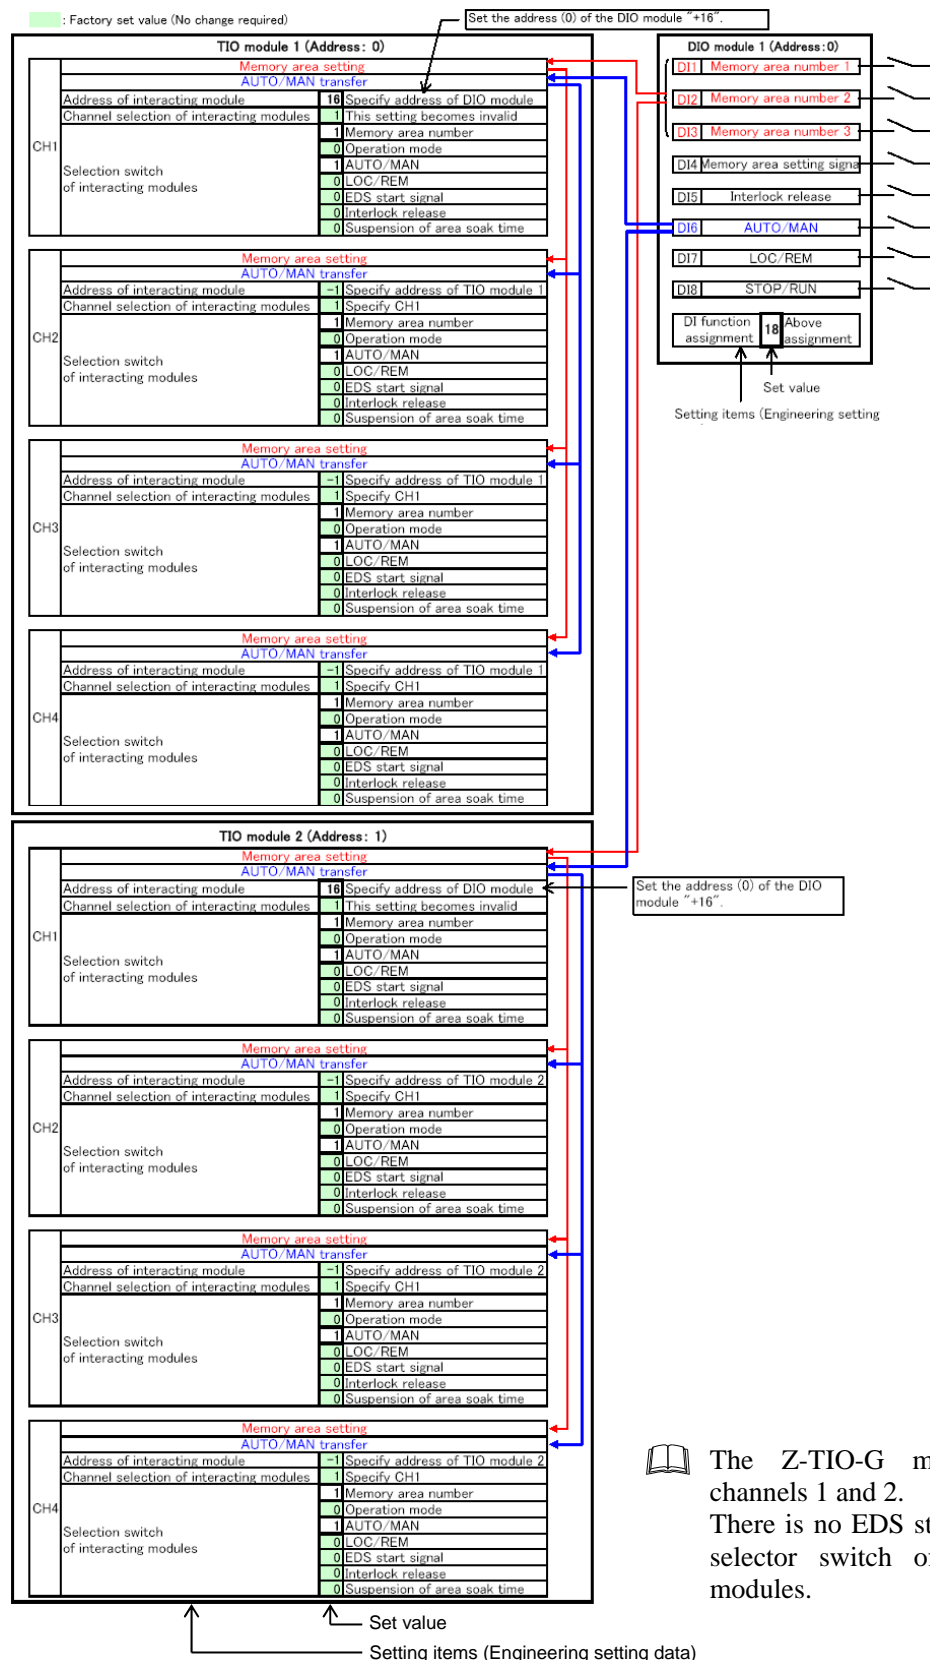 : Factory set value (No change required)
Set the address (0) of the DIO module "+16".
TIO module 1 (Address: 0)
Memory area setting
AUTO/MAN transfer
Address of interacting module 16 Specify address of DIO module
Channel selection of interacting modules 1 This setting becomes invalid
CH1
Selection switch
of interacting modules
1 Memory area number
0 Operation mode
1 AUTO/MAN
0 LOC/REM
0 EDS start signal
0 Interlock release
0 Suspension of area soak time
Memory area setting
AUTO/MAN transfer
Address of interacting module -1 Specify address of TIO module 1
Channel selection of interacting modules 1 Specify CH1
CH2
Selection switch
of interacting modules
1 Memory area number
0 Operation mode
1 AUTO/MAN
0 LOC/REM
0 EDS start signal
0 Interlock release
0 Suspension of area soak time
Memory area setting
AUTO/MAN transfer
Address of interacting module -1 Specify address of TIO module 1
Channel selection of interacting modules 1 Specify CH1
CH3
Selection switch
of interacting modules
1 Memory area number
0 Operation mode
1 AUTO/MAN
0 LOC/REM
0 EDS start signal
0 Interlock release
0 Suspension of area soak time
Memory area setting
AUTO/MAN transfer
Address of interacting module -1 Specify address of TIO module 1
Channel selection of interacting modules 1 Specify CH1
CH4
Selection switch
of interacting modules
1 Memory area number
0 Operation mode
1 AUTO/MAN
0 LOC/REM
0 EDS start signal
0 Interlock release
0 Suspension of area soak time
DIO module 1 (Address:0)
DI1 Memory area number 1
DI2 Memory area number 2
DI3 Memory area number 3
DI4 Memory area setting signa
DI5 Interlock release
DI6 AUTO/MAN
DI7 LOC/REM
DI8 STOP/RUN
DI function assignment 18 Above assignment
Set value
Setting items (Engineering setting
TIO module 2 (Address: 1)
Memory area setting
AUTO/MAN transfer
Address of interacting module 16 Specify address of DIO module
Channel selection of interacting modules 1 This setting becomes invalid
CH1
Selection switch
of interacting modules
1 Memory area number
0 Operation mode
1 AUTO/MAN
0 LOC/REM
0 EDS start signal
0 Interlock release
0 Suspension of area soak time
Set the address (0) of the DIO
module "+16".
Memory area setting
AUTO/MAN transfer
Address of interacting module -1 Specify address of TIO module 2
Channel selection of interacting modules 1 Specify CH1
CH2
Selection switch
of interacting modules
1 Memory area number
0 Operation mode
1 AUTO/MAN
0 LOC/REM
0 EDS start signal
0 Interlock release
0 Suspension of area soak time
Memory area setting
AUTO/MAN transfer
Address of interacting module -1 Specify address of TIO module 2
Channel selection of interacting modules 1 Specify CH1
CH3
Selection switch
of interacting modules
1 Memory area number
0 Operation mode
1 AUTO/MAN
0 LOC/REM
0 EDS start signal
0 Interlock release
0 Suspension of area soak time
Memory area setting
AUTO/MAN transfer
Address of interacting module -1 Specify address of TIO module 2
Channel selection of interacting modules 1 Specify CH1
CH4
Selection switch
of interacting modules
1 Memory area number
0 Operation mode
1 AUTO/MAN
0 LOC/REM
0 EDS start signal
0 Interlock release
0 Suspension of area soak time
Set value
Setting items (Engineering setting data)
The Z-TIO-G m
channels 1 and 2.
There is no EDS st
selector switch of
modules.